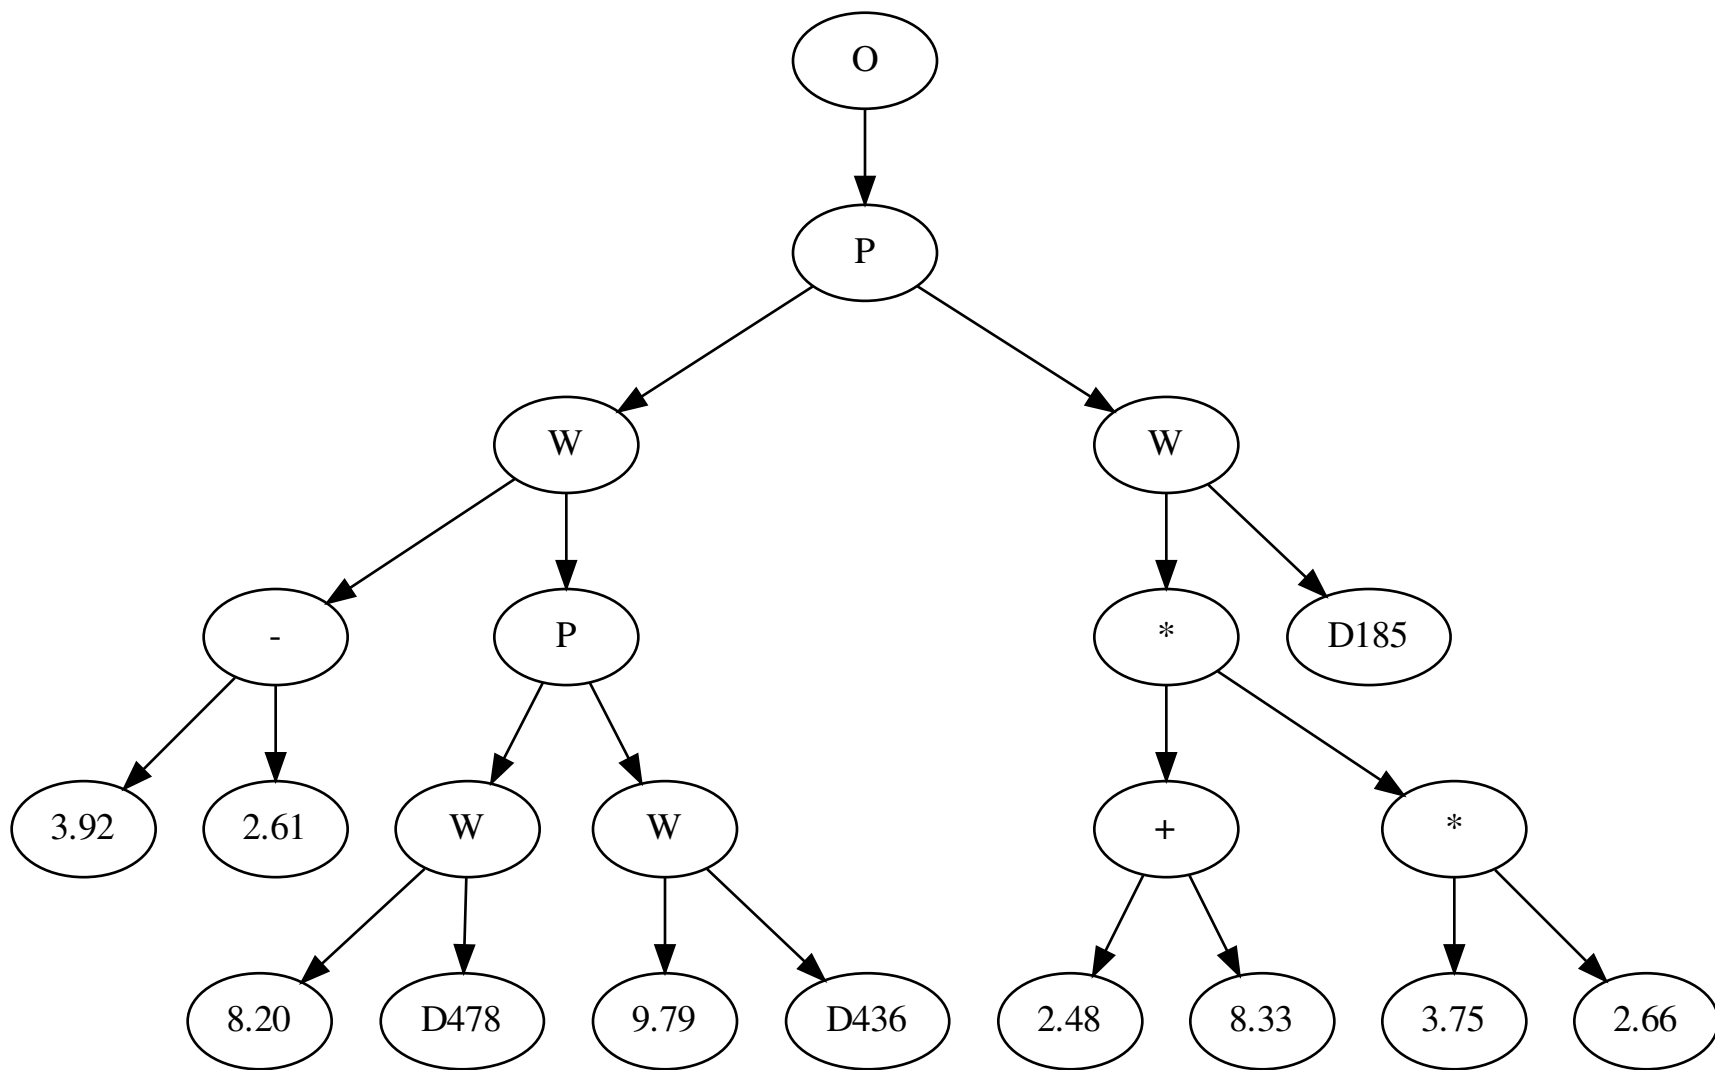 O
P
W W
- P * D185
3.92 2.61 W W + *
8.20 D478 9.79 D436 2.48 8.33 3.75 2.66